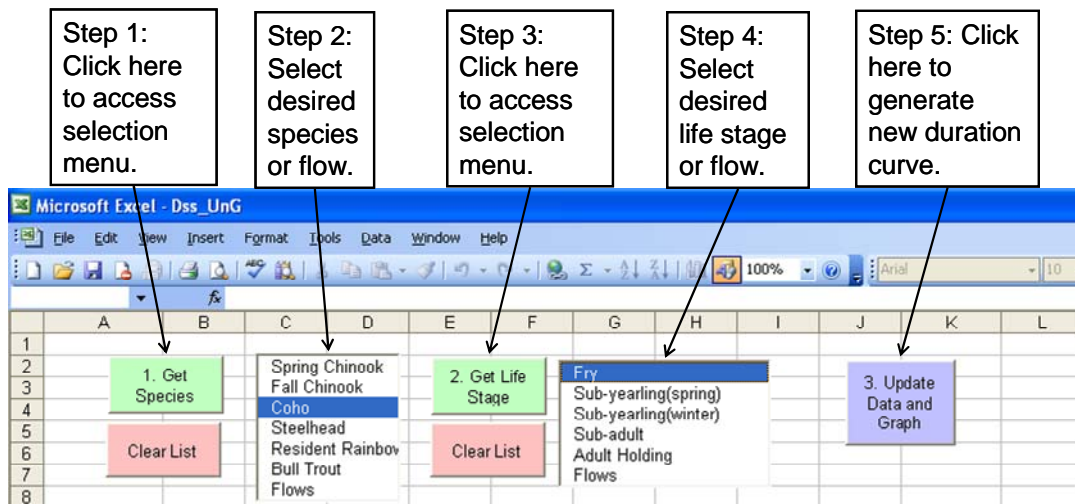 Step 1:
Click here
to access
selection
menu.
Step 2:
Select
desired
species
or flow.
Step 3:
Click here
to access
selection
menu.
Step 4:
Select
desired
life stage
or flow.
Step 5: Click
here to
generate
new duration
curve.
Microsoft Excel - Dss_UnG
File Edit View Insert Format Tools Data Window Help
100% Arial 10
fx
A B C D E F G H I J K L
1
2
3
4
5
6
7
8
1. Get
Species
Clear List
Spring Chinook
Fall Chinook
Coho
Steelhead
Resident Rainbow
Bull Trout
Flows
2. Get Life
Stage
Clear List
Fry
Sub-yearling(spring)
Sub-yearling(winter)
Sub-adult
Adult Holding
Flows
3. Update
Data and
Graph